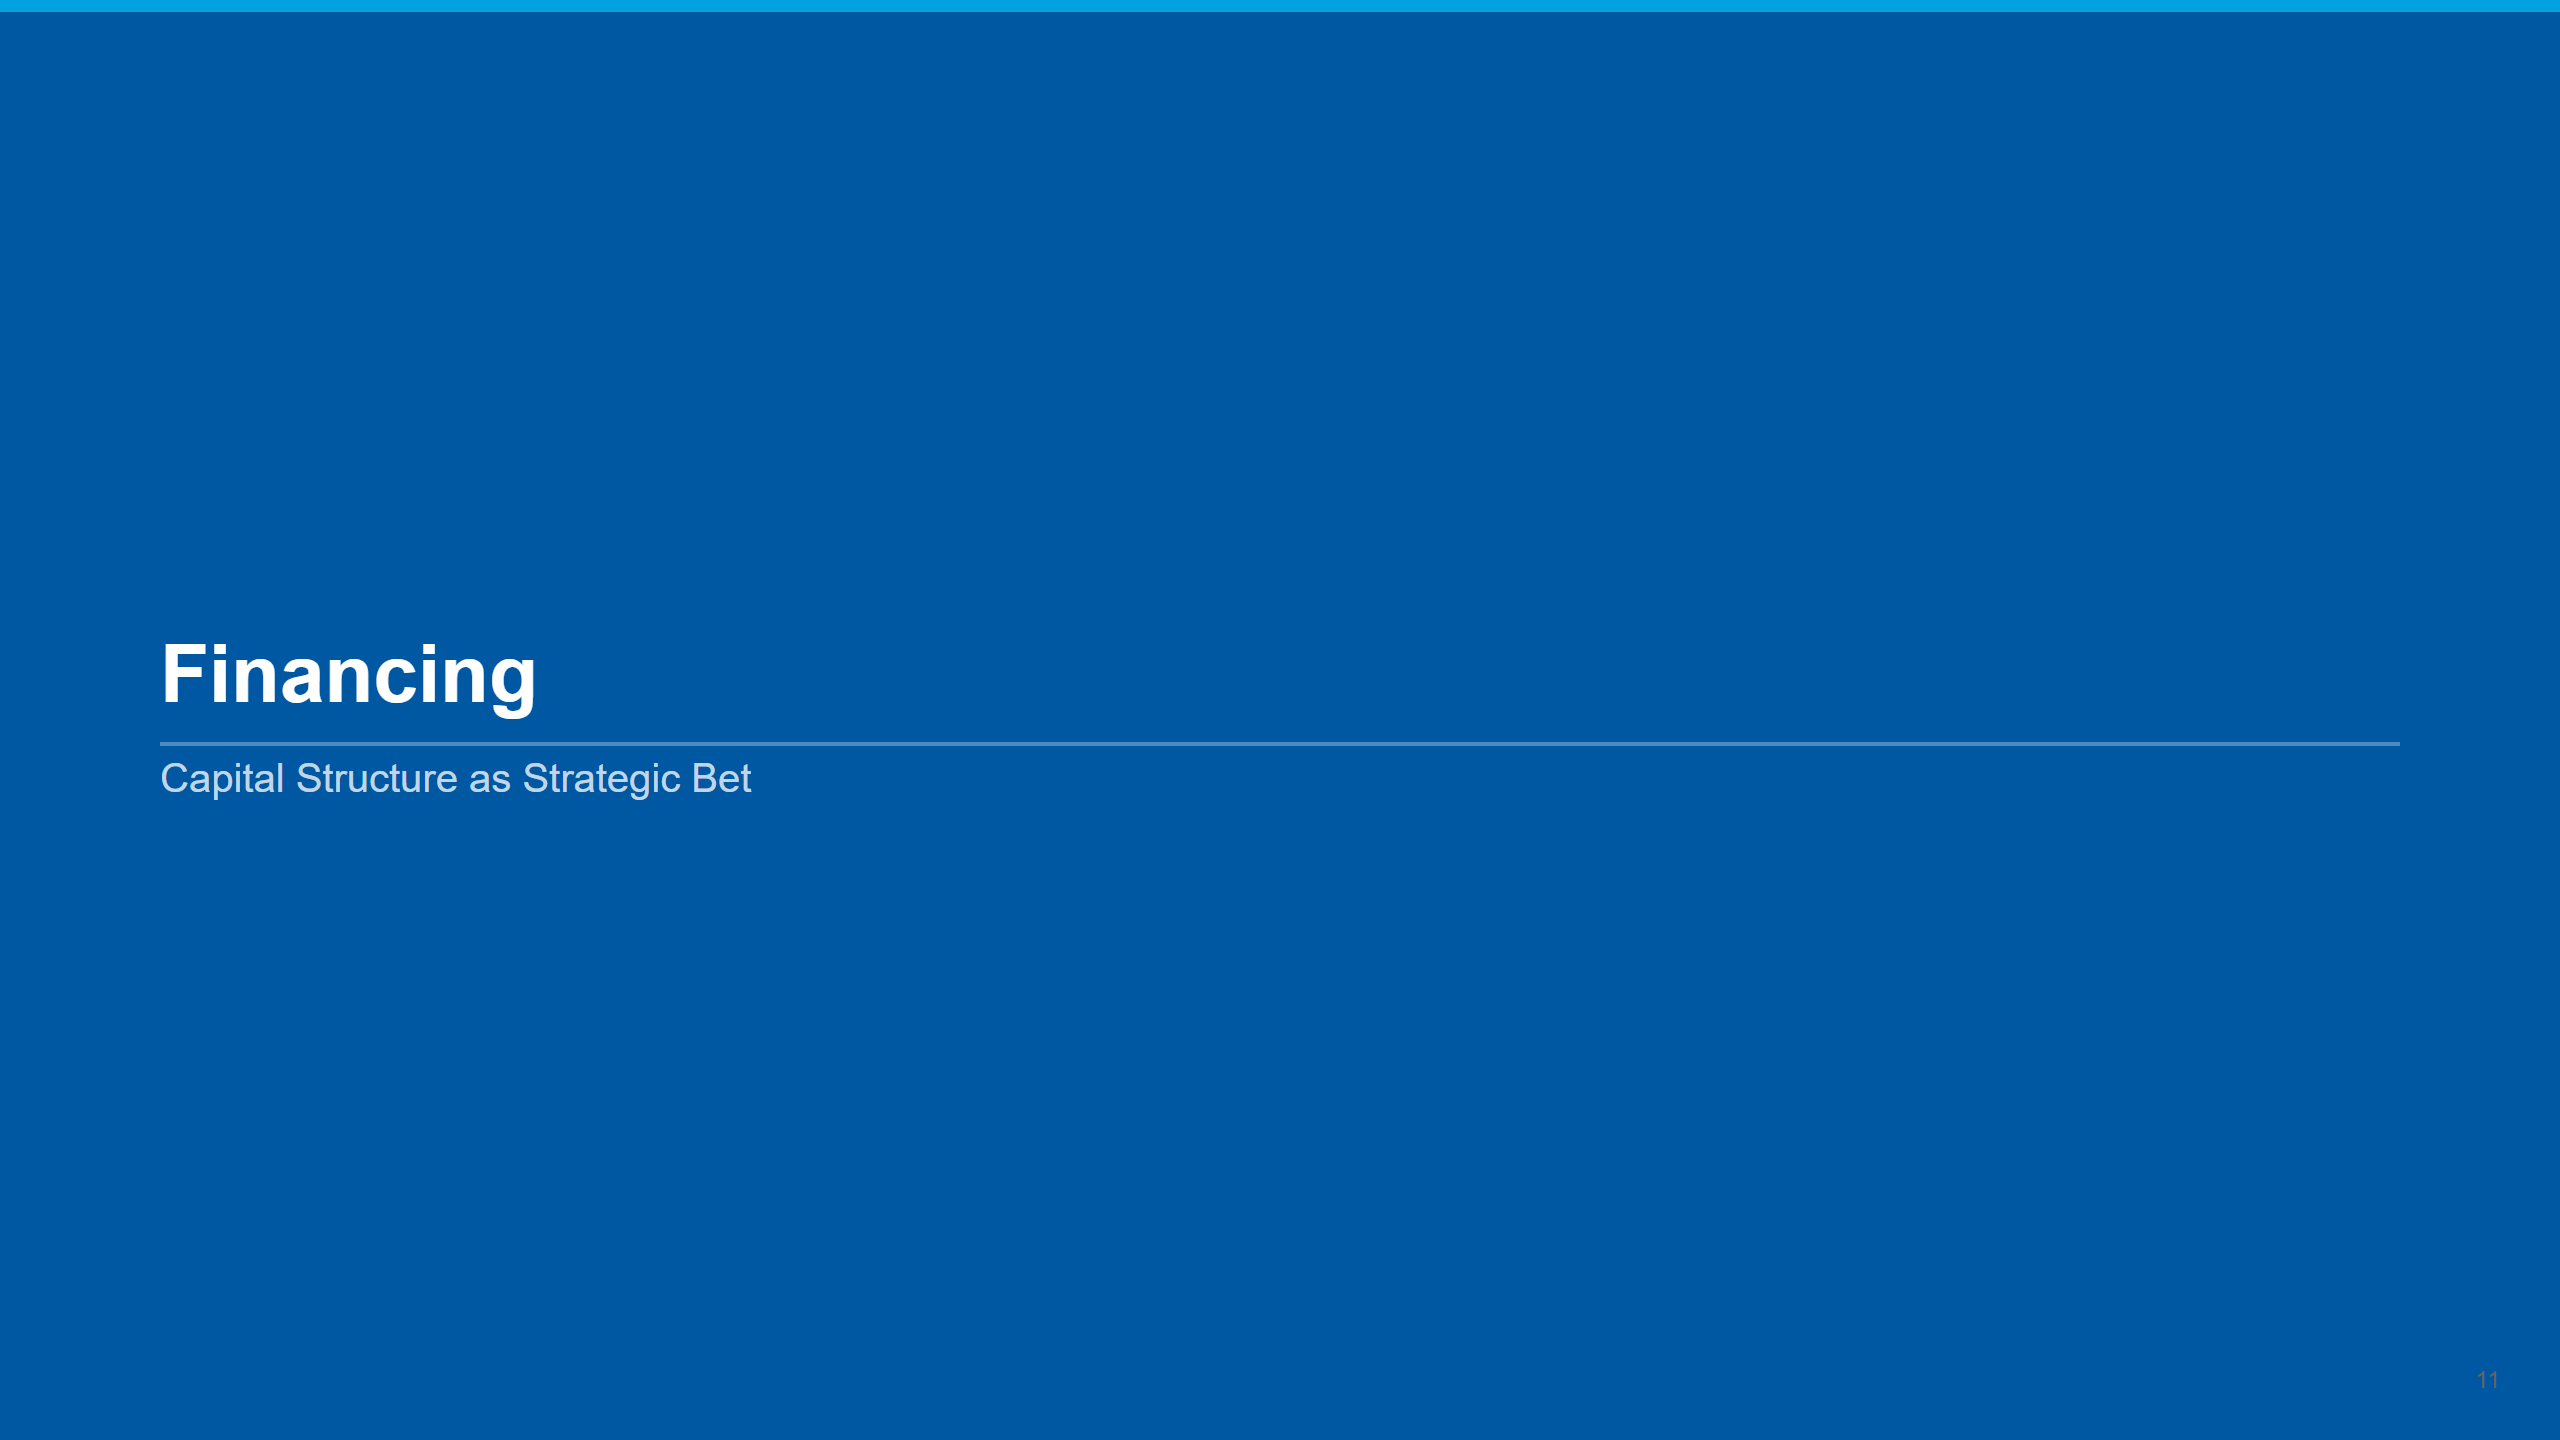 Financing
Capital Structure as Strategic Bet
11